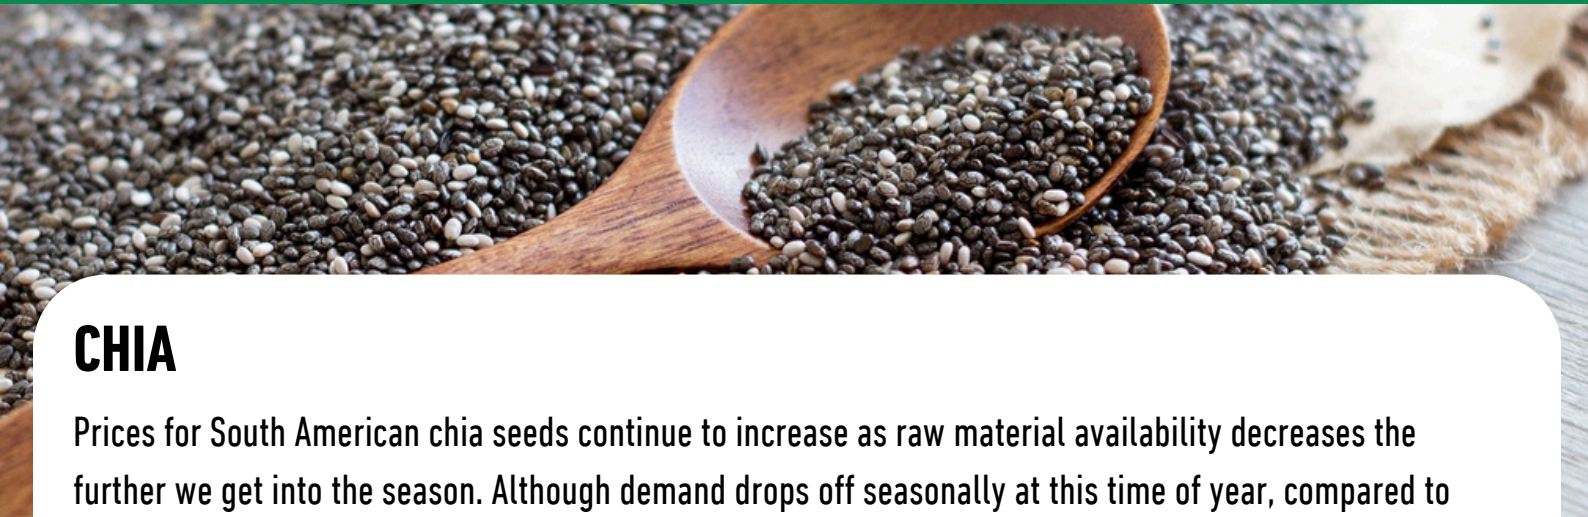 CHIA
Prices for South American chia seeds continue to increase as raw material availability decreases the
further we get into the season. Although demand drops off seasonally at this time of year, compared to